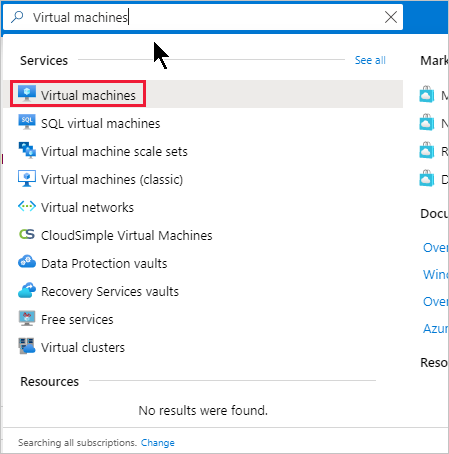 Virtual machines
Services
See all
Virtual machines
SQL
SQL virtual machines
Virtual machine scale sets
Virtual machines (classic)
Virtual networks
CS CloudSimple Virtual Machines
Data Protection vaults
Recovery Services vaults
Free services
Virtual clusters
Resources
No results were found.
Searching all subscriptions. Change
Mark
M
N
R
D
Docu
Over
Wind
Over
Azur
Reso